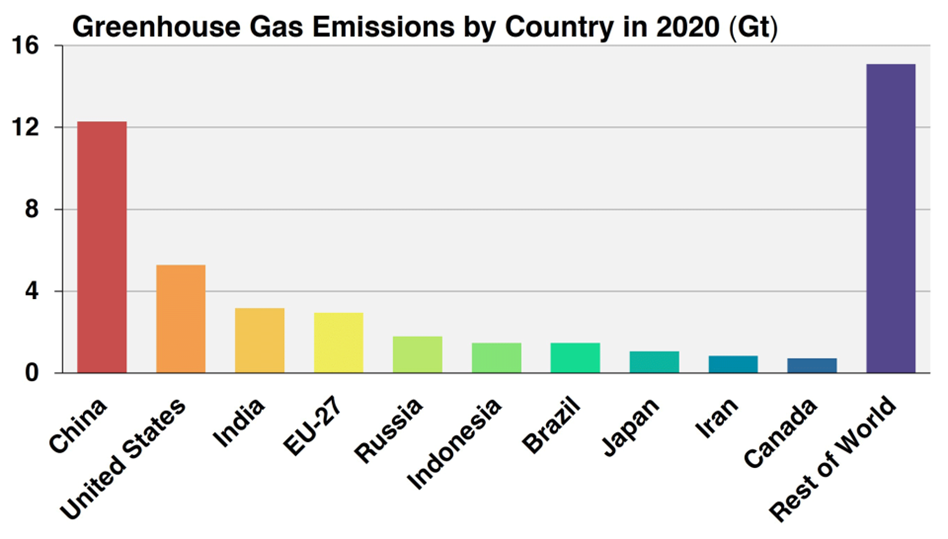 Greenhouse Gas Emissions by Country in 2020 (Gt)
16
12
8
4
0
China
United States
India
EU-27
Russia
Indonesia
Brazil
Japan
Iran
Canada
Rest of World